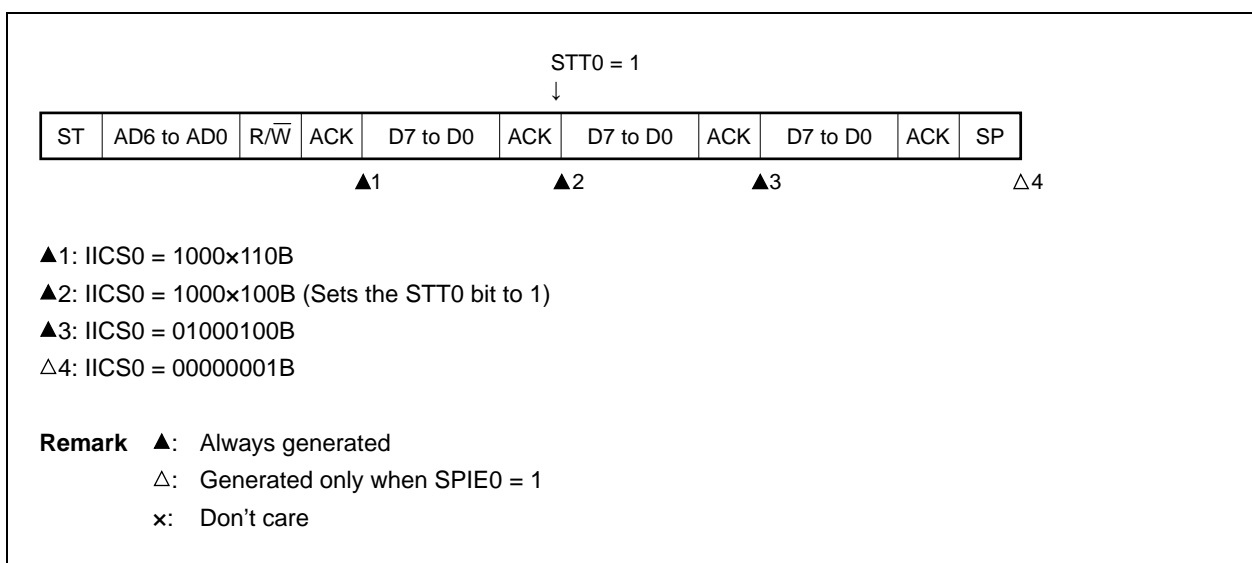 STT0 = 1
↓
ST AD6 to AD0 R/W̅ ACK D7 to D0 ACK D7 to D0 ACK D7 to D0 ACK SP
▲1 ▲2 ▲3 △4
▲1: IICS0 = 1000×110B
▲2: IICS0 = 1000×100B (Sets the STT0 bit to 1)
▲3: IICS0 = 01000100B
△4: IICS0 = 00000001B
Remark ▲: Always generated
△: Generated only when SPIE0 = 1
×: Don't care